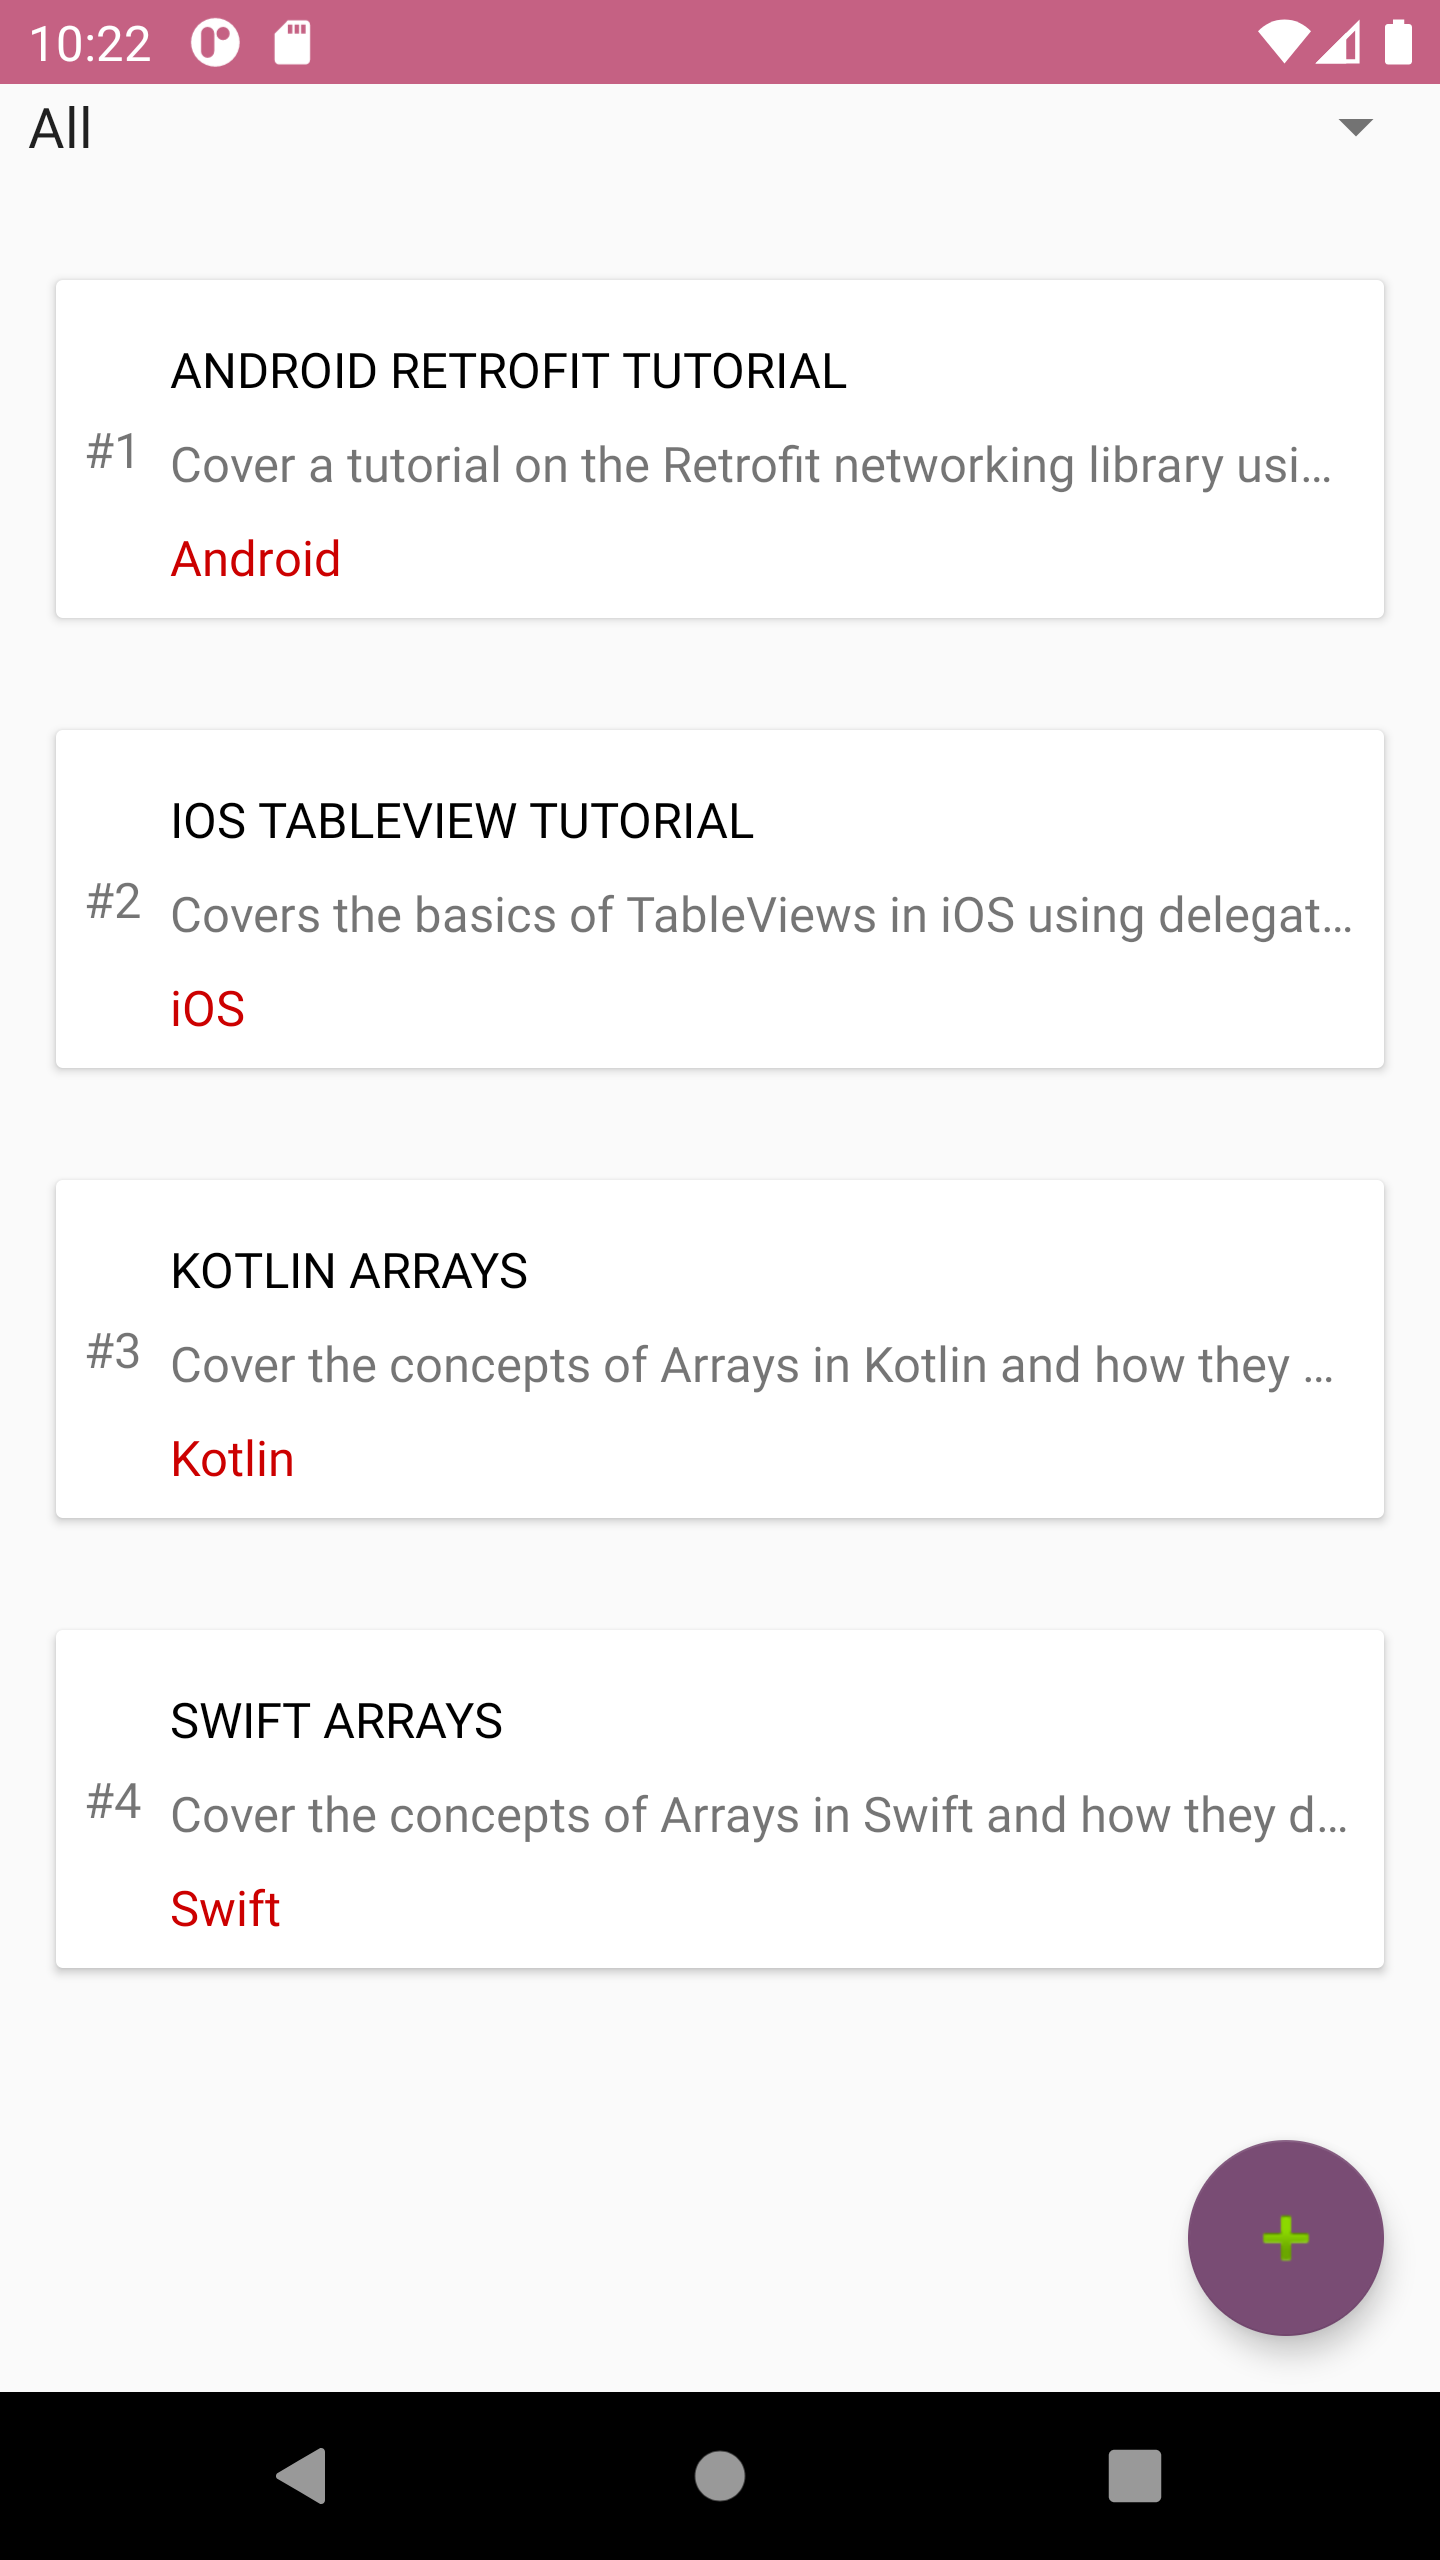 10:22
All
ANDROID RETROFIT TUTORIAL
#1
Cover a tutorial on the Retrofit networking library usi...
Android
IOS TABLEVIEW TUTORIAL
#2
Covers the basics of TableViews in iOS using delegat...
iOS
KOTLIN ARRAYS
#3
Cover the concepts of Arrays in Kotlin and how they ...
Kotlin
SWIFT ARRAYS
#4
Cover the concepts of Arrays in Swift and how they d...
Swift